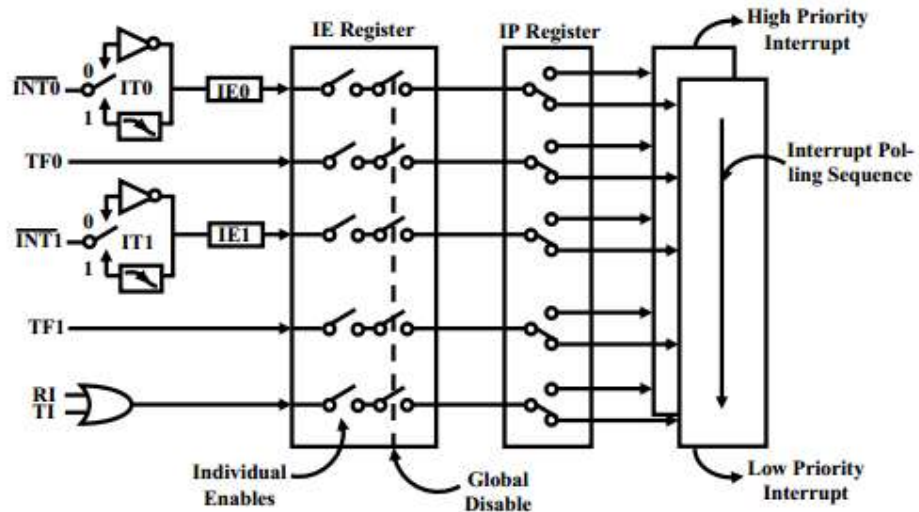 High Priority
Interrupt
IE Register
IP Register
0
INT0
IT0
IE0
1
TF0
Interrupt Pol-
ling Sequence
0
INT1
IT1
IE1
1
TF1
RI
TI
Individual
Enables
Global
Disable
Low Priority
Interrupt